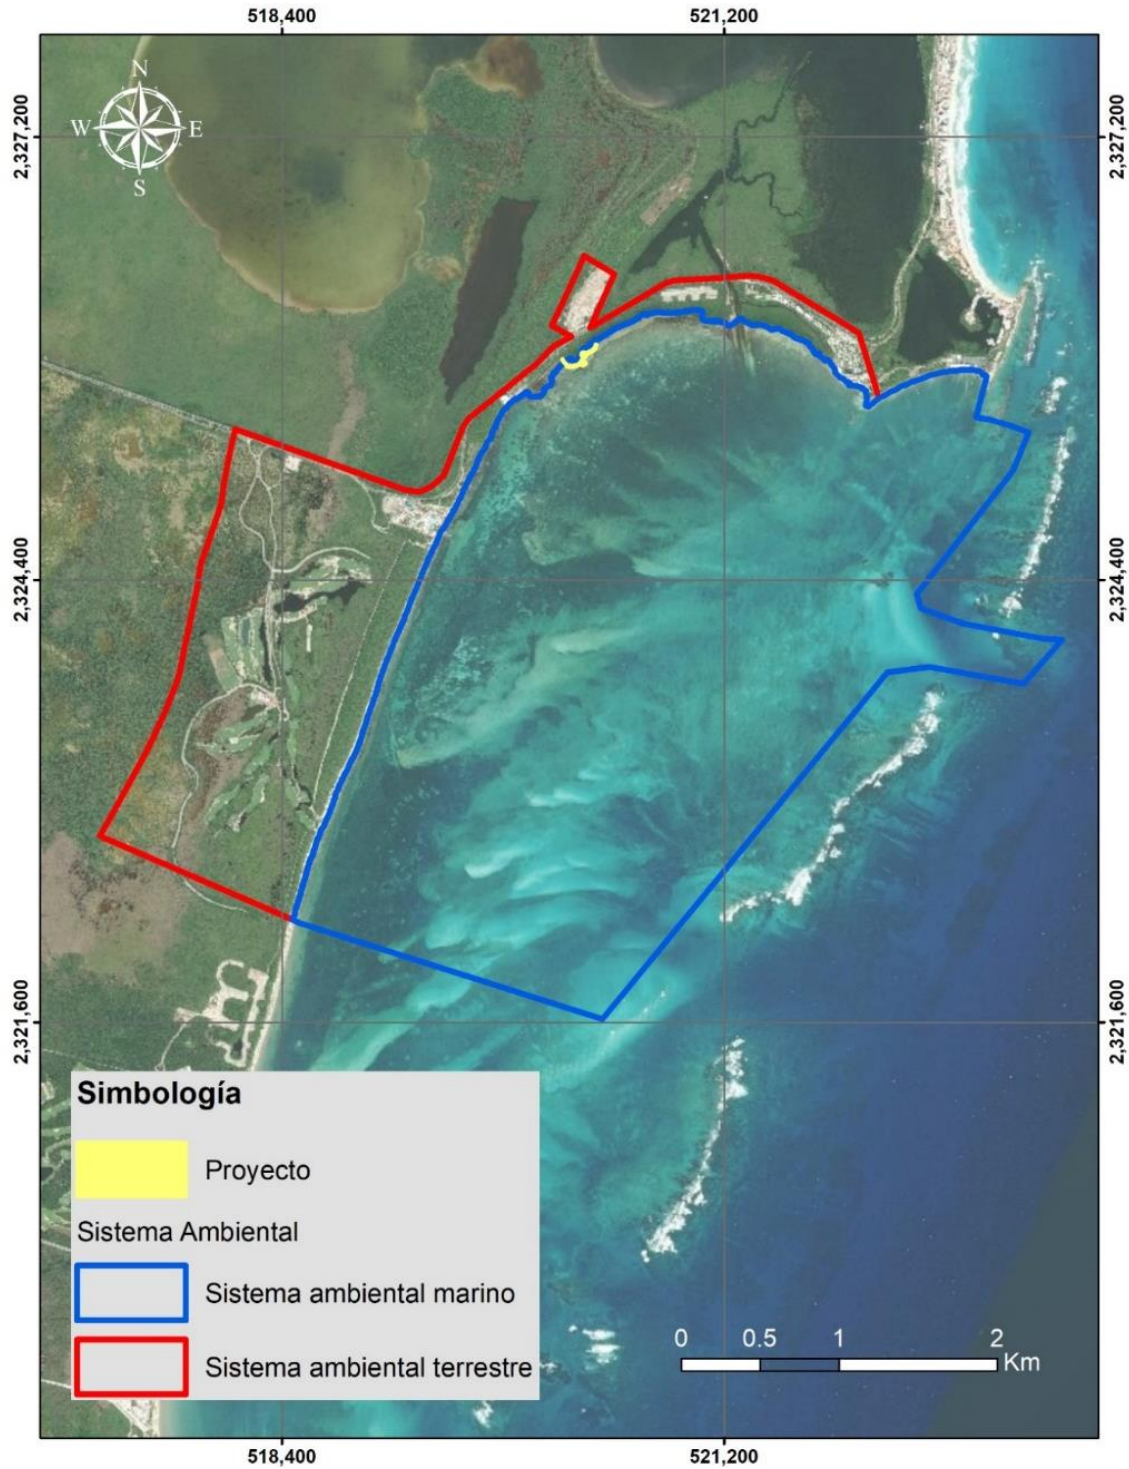 518,400 521,200
N
W E
S
2,327,200 2,327,200
2,324,400 2,324,400
2,321,600 2,321,600
Simbología
Proyecto
Sistema Ambiental
Sistema ambiental marino
Sistema ambiental terrestre
0 0.5 1 2
Km
518,400 521,200